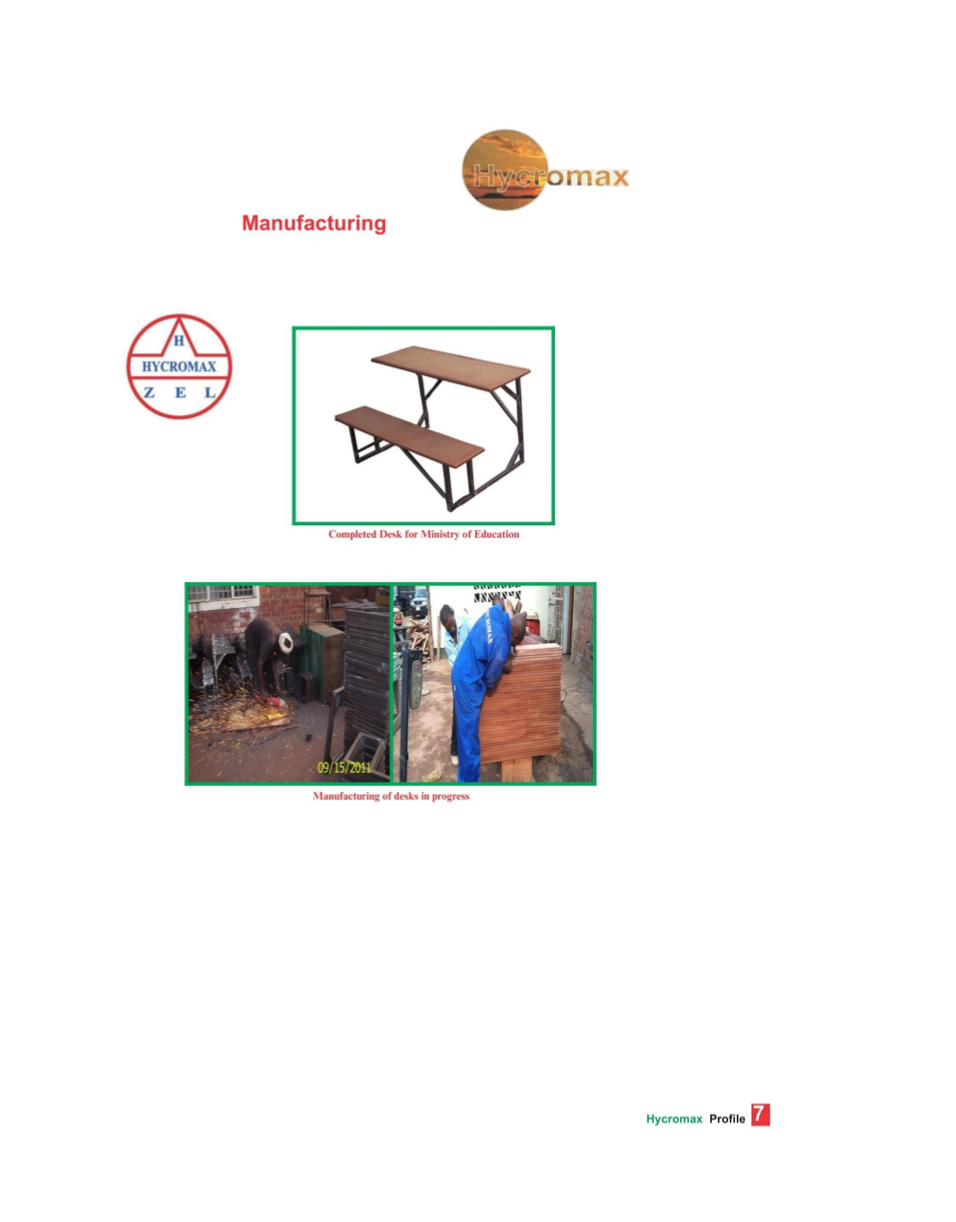 Hycromax
Manufacturing
H
HYCROMAX
Z E L
Completed Desk for Ministry of Education
09/15/2011
HYCROMAX
Manufacturing of desks in progress
Hycromax Profile 7